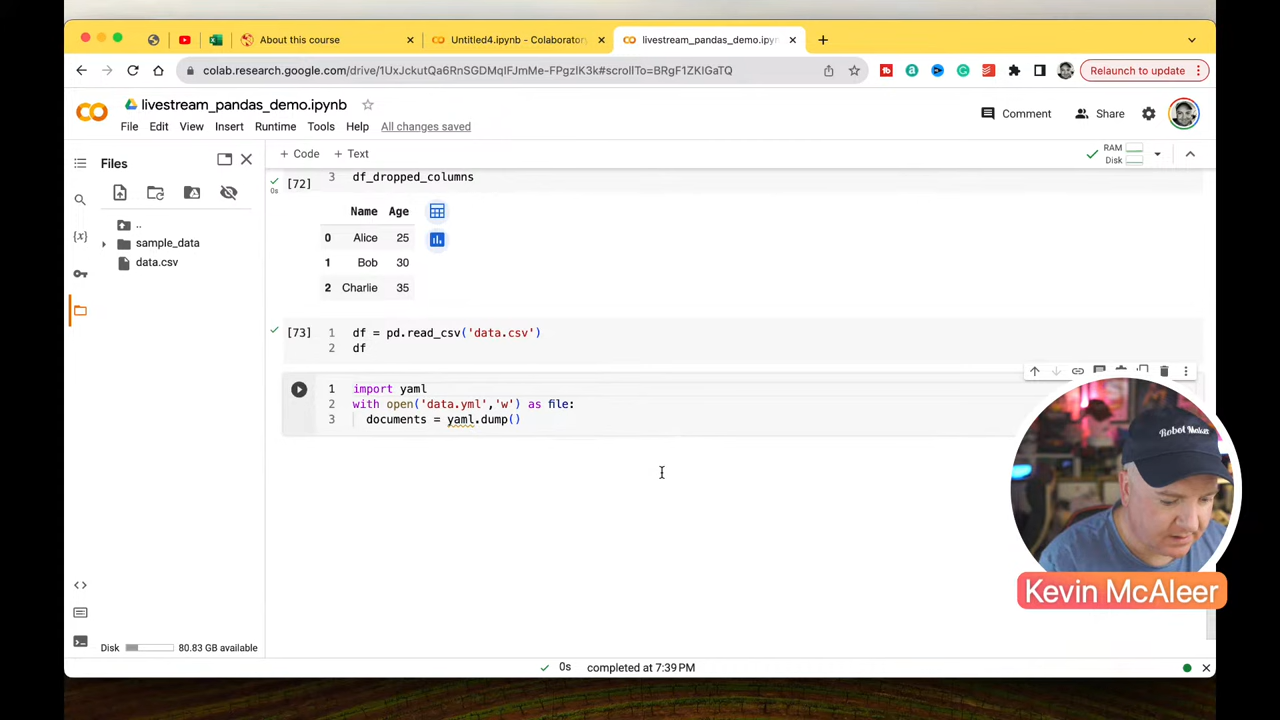 About this course
Untitled4.ipynb - Colaborator
livestream_pandas_demo.ipyn
colab.research.google.com/drive/1UxJckutQa6RnSGDMqIFJmMe-FPgzIK3k#scrollTo=BRgF1ZKIGaTQ
Relaunch to update
livestream_pandas_demo.ipynb
File Edit View Insert Runtime Tools Help All changes saved
Comment
Share
Files
+ Code + Text
RAM
Disk
..
sample_data
data.csv
[72]
0s
3 df_dropped_columns
Name Age
0 Alice 25
1 Bob 30
2 Charlie 35
[73] 1 df = pd.read_csv('data.csv')
2 df
1 import yaml
2 with open('data.yml','w') as file:
3 documents = yaml.dump()
Robot Maker
Kevin McAleer
Disk 80.83 GB available
0s completed at 7:39 PM